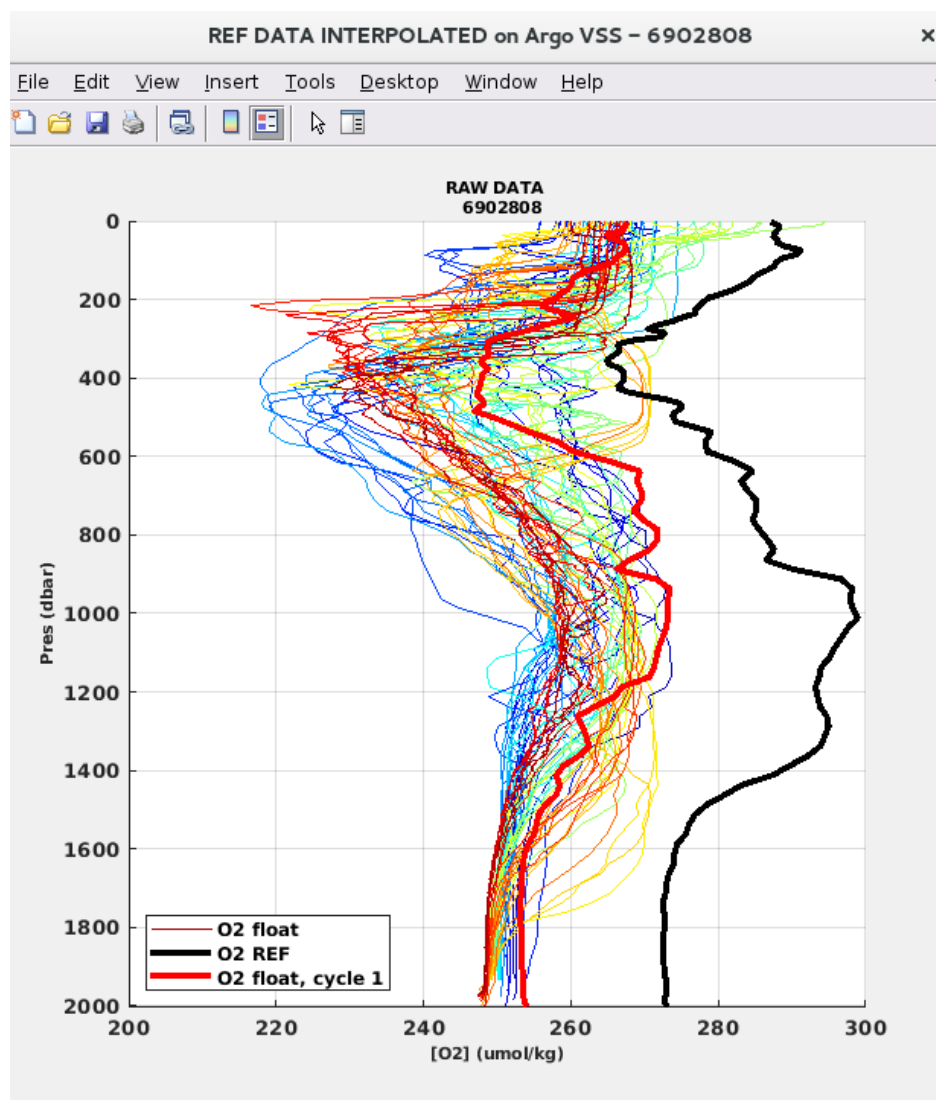 REF DATA INTERPOLATED on Argo VSS – 6902808 ×
File Edit View Insert Tools Desktop Window Help
RAW DATA
6902808
0
200
400
600
800
1000
1200
1400
1600
1800
2000
Pres (dbar)
O2 float
O2 REF
O2 float, cycle 1
200 220 240 260 280 300
[O2] (umol/kg)